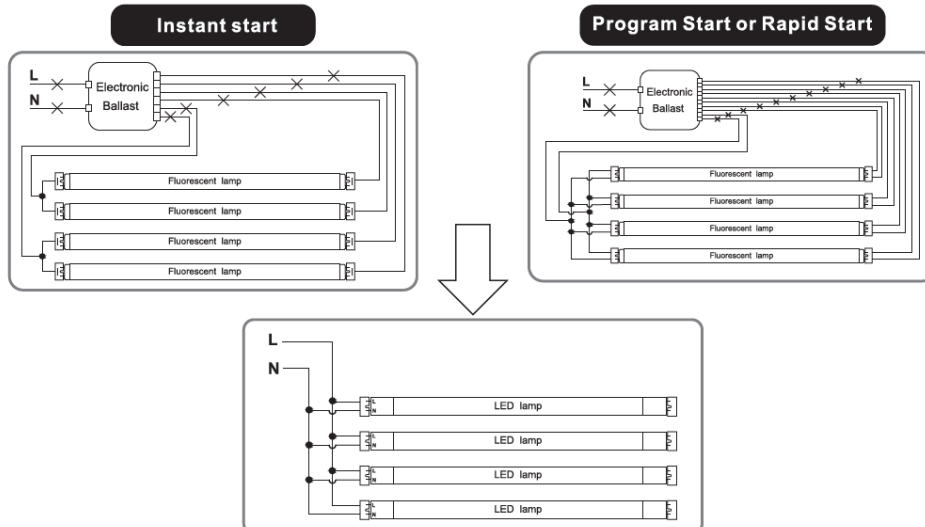 Instant start
Program Start or Rapid Start
L
N
Electronic
Ballast
Fluorescent lamp
Fluorescent lamp
Fluorescent lamp
Fluorescent lamp
L
N
Electronic
Ballast
Fluorescent lamp
Fluorescent lamp
Fluorescent lamp
Fluorescent lamp
L
N
L
N
LED lamp
L
N
LED lamp
L
N
LED lamp
L
N
LED lamp